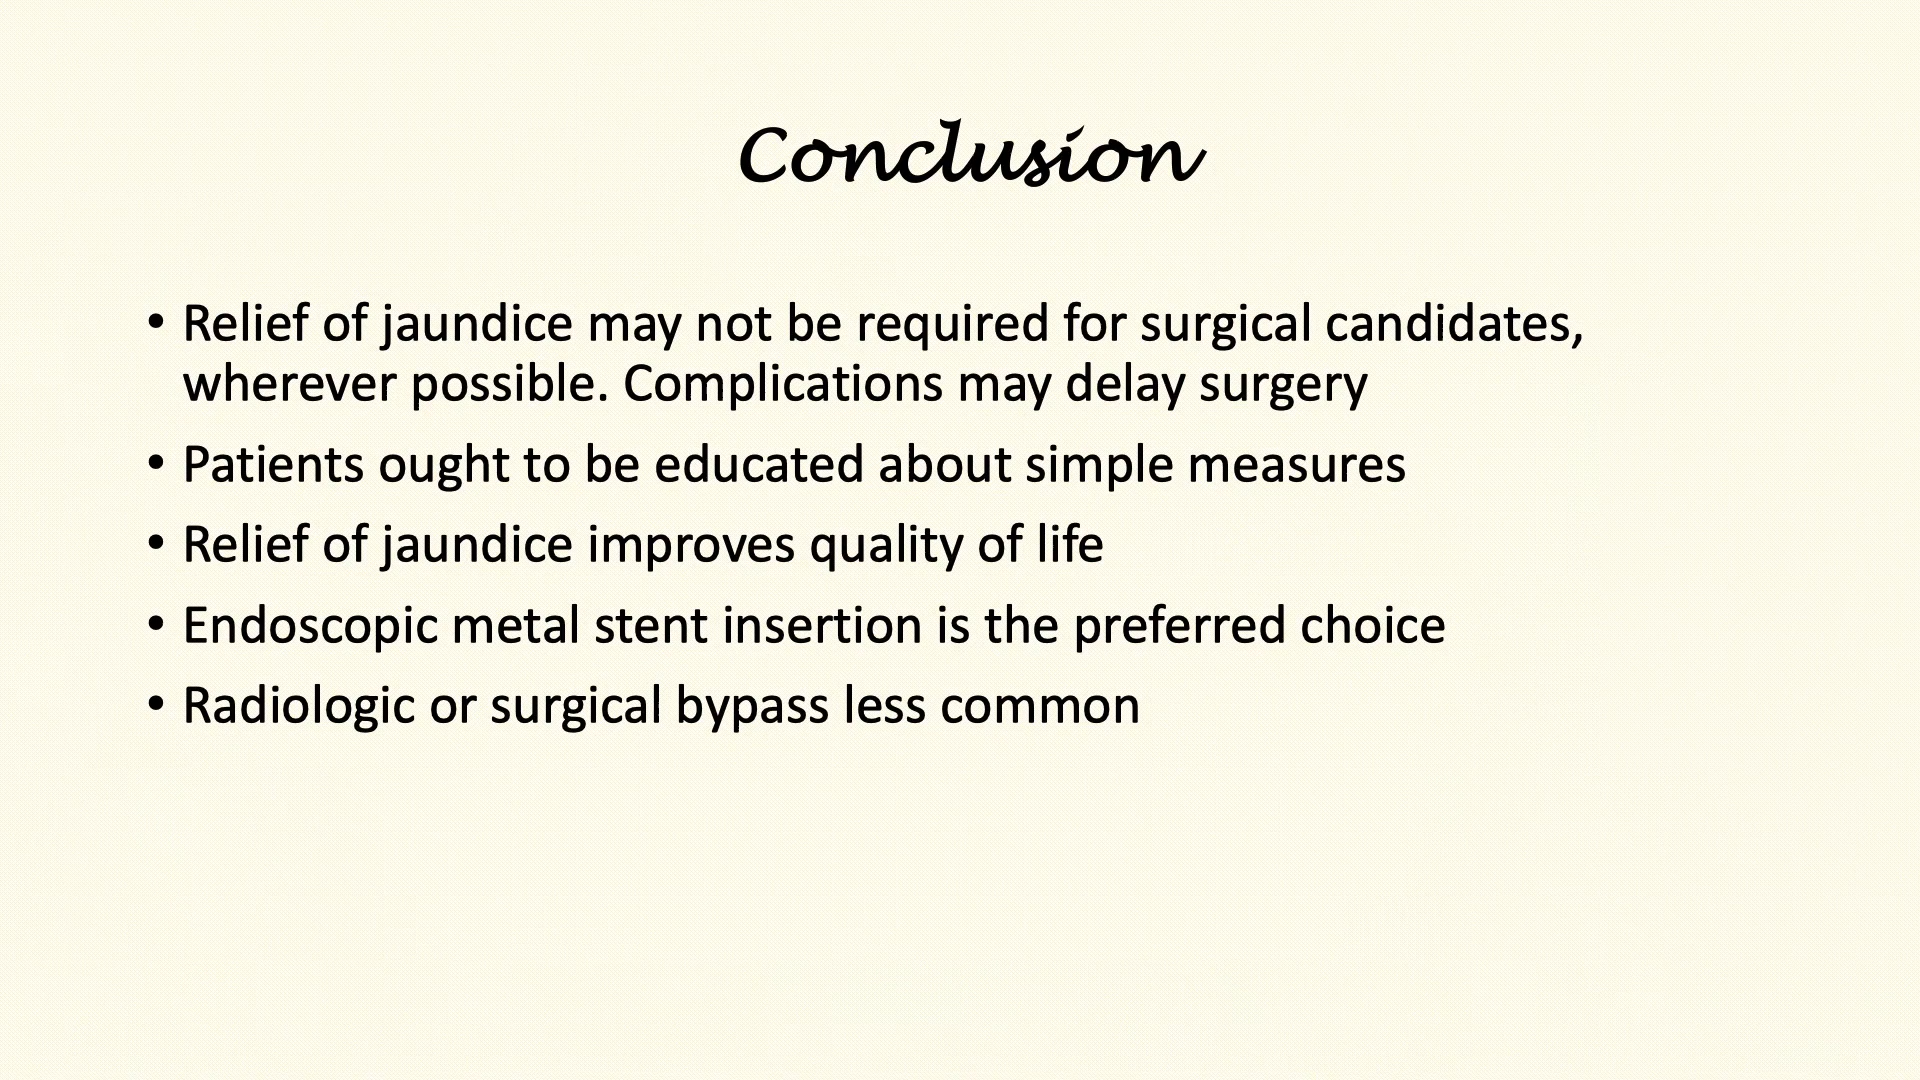 Conclusion
• Relief of jaundice may not be required for surgical candidates,
wherever possible. Complications may delay surgery
• Patients ought to be educated about simple measures
• Relief of jaundice improves quality of life
• Endoscopic metal stent insertion is the preferred choice
• Radiologic or surgical bypass less common